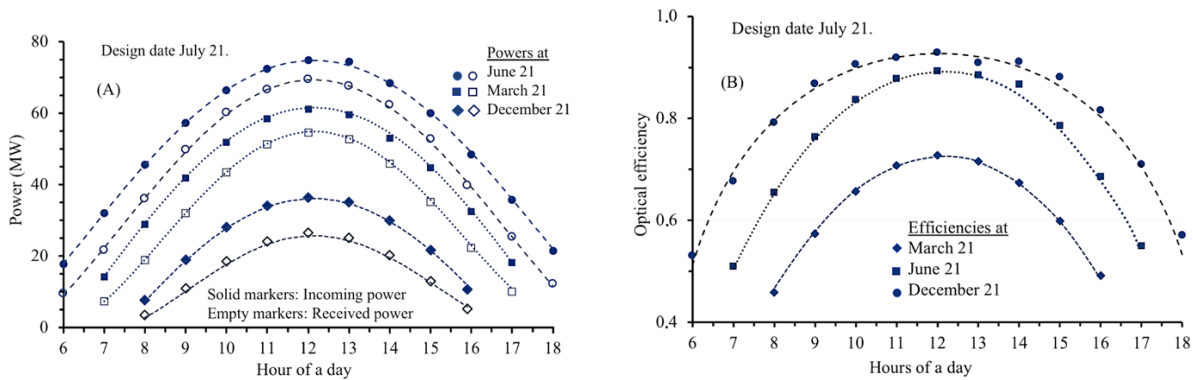 Design date July 21.
(A)
Powers at
June 21
March 21
December 21
80
60
40
20
0
Power (MW)
Solid markers: Incoming power
Empty markers: Received power
6 7 8 9 10 11 12 13 14 15 16 17 18
Hour of a day
Design date July 21.
(B)
1.0
0.8
0.6
0.4
Optical efficiency
Efficiencies at
March 21
June 21
December 21
6 7 8 9 10 11 12 13 14 15 16 17 18
Hours of a day